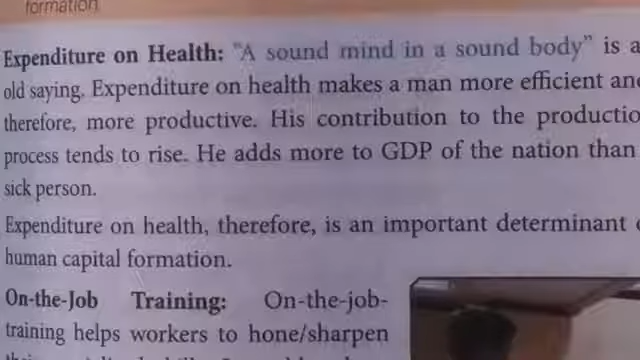 formation
Expenditure on Health: "A sound mind in a sound body" is a
old saying. Expenditure on health makes a man more efficient and
therefore, more productive. His contribution to the productio
process tends to rise. He adds more to GDP of the nation than
sick person.
Expenditure on health, therefore, is an important determinant
human capital formation.
On-the-Job Training: On-the-job-
training helps workers to hone/sharpen